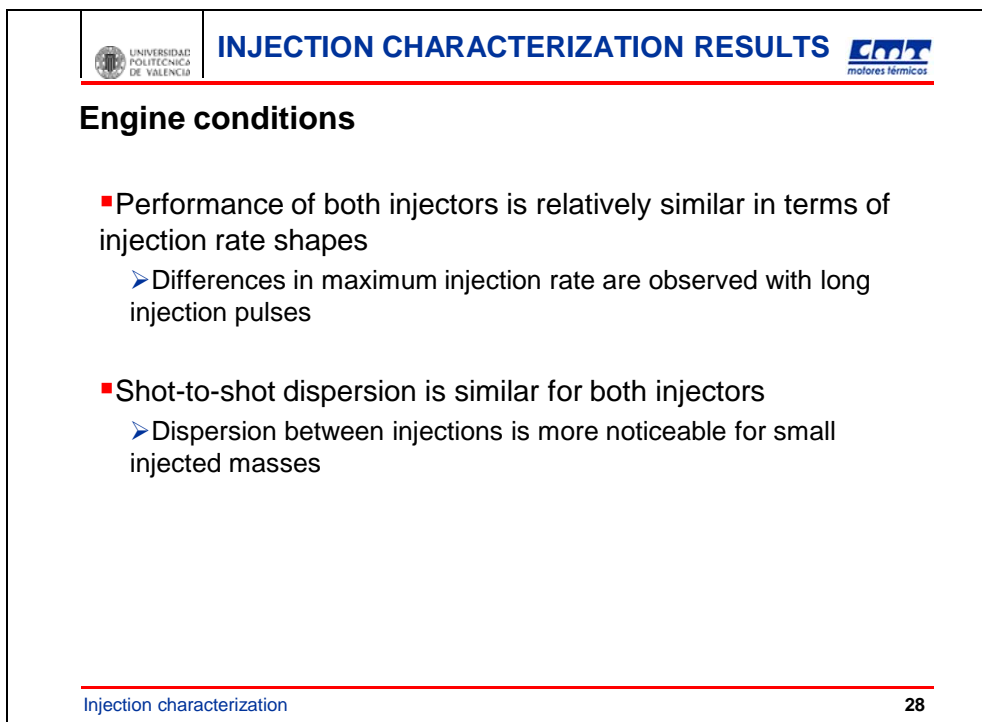 UNIVERSIDAD
POLITECNICA
DE VALENCIA
INJECTION CHARACTERIZATION RESULTS
CMT
motores térmicos
Engine conditions
▪Performance of both injectors is relatively similar in terms of
injection rate shapes
➢Differences in maximum injection rate are observed with long
injection pulses
▪Shot-to-shot dispersion is similar for both injectors
➢Dispersion between injections is more noticeable for small
injected masses
Injection characterization
28